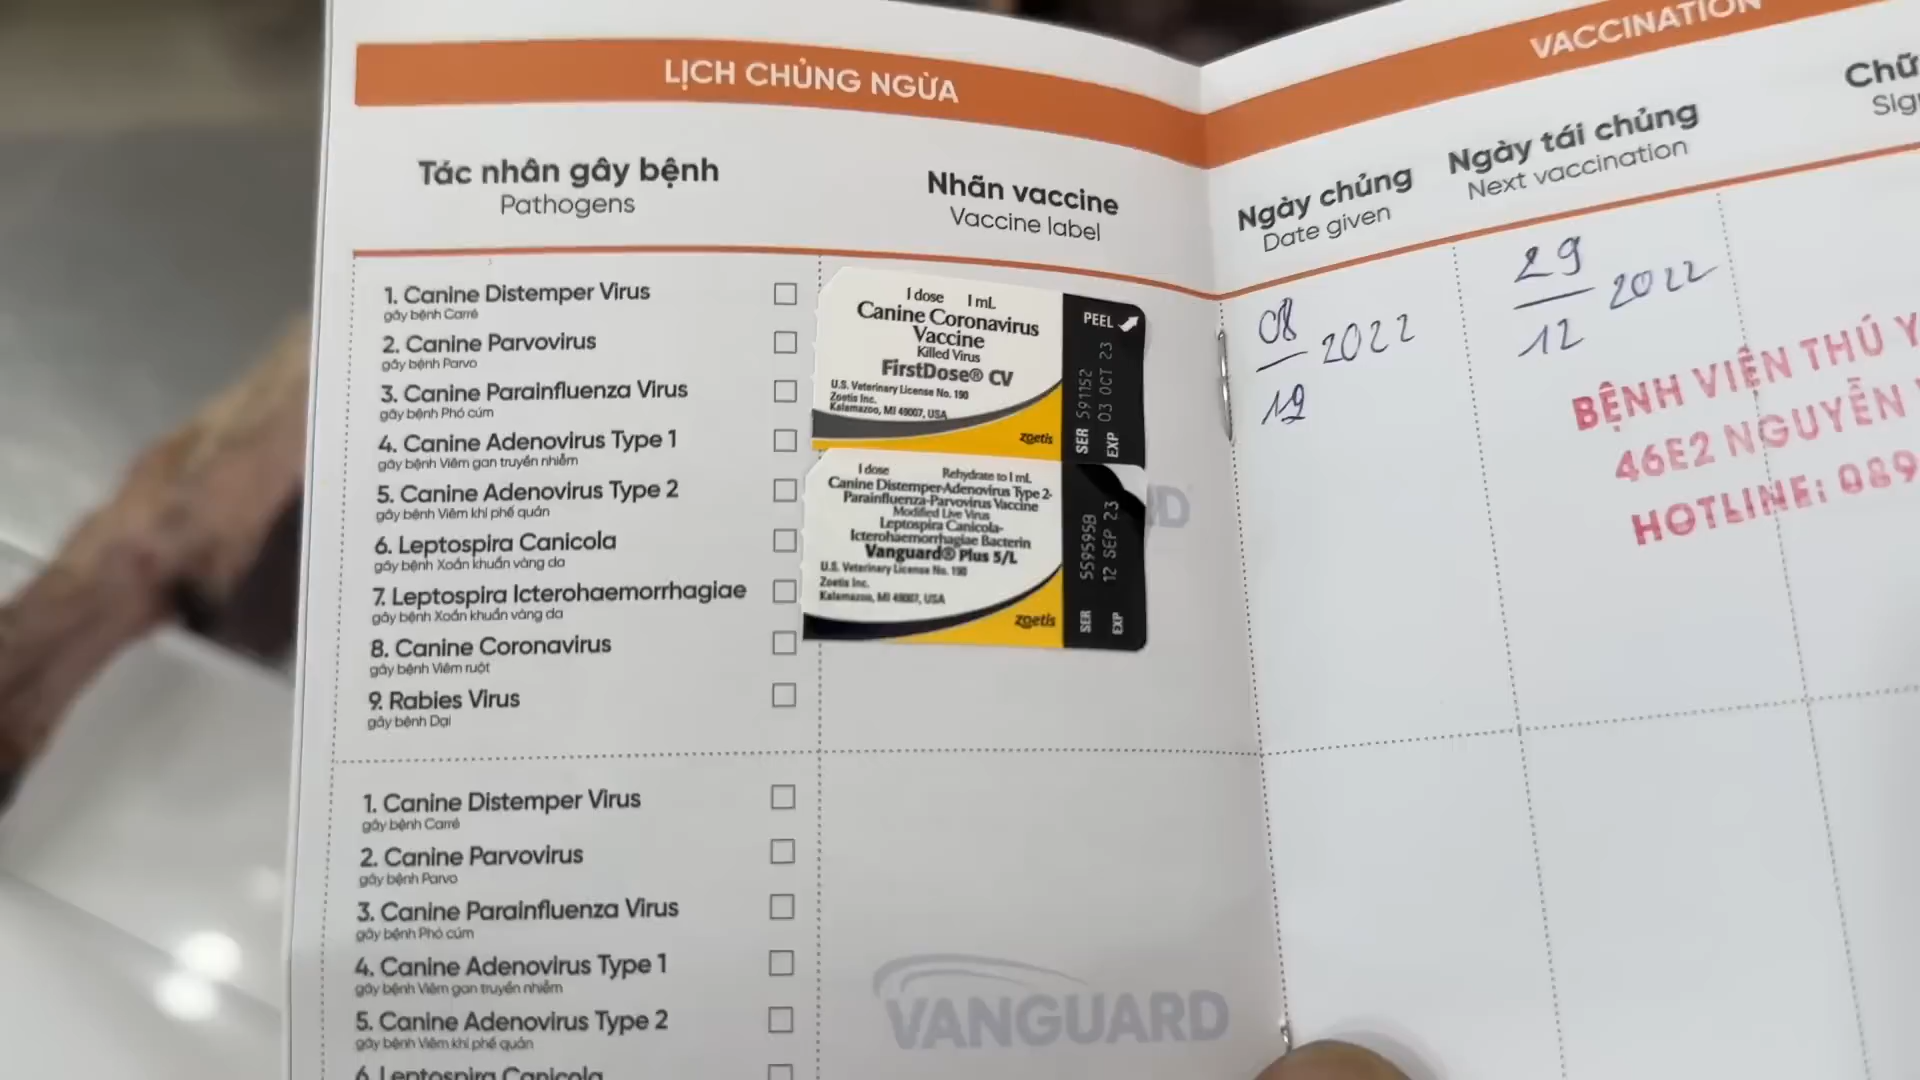 LỊCH CHỦNG NGỪA
VACCINATION
Tác nhân gây bệnh
Pathogens
Nhãn vaccine
Vaccine label
Ngày chủng
Date given
Ngày tái chủng
Next vaccination
Chữ
1. Canine Distemper Virus
gây bệnh Carré
2. Canine Parvovirus
gây bệnh Parvo
3. Canine Parainfluenza Virus
gây bệnh Phó cúm
4. Canine Adenovirus Type 1
gây bệnh Viêm gan truyền nhiễm
5. Canine Adenovirus Type 2
gây bệnh Viêm khí phế quản
6. Leptospira Canicola
gây bệnh Xoắn khuẩn vàng da
7. Leptospira Icterohaemorrhagiae
gây bệnh Xoắn khuẩn vàng da
8. Canine Coronavirus
gây bệnh Viêm ruột
9. Rabies Virus
gây bệnh Dại
1 dose 1 mL
Canine Coronavirus
Vaccine
Killed Virus
FirstDose® CV
U.S. Veterinary License No. 190
Zoetis Inc.
Kalamazoo, MI 49007, USA
zoetis
PEEL
SER 591152
EXP 03 OCT 23
1 dose Rehydrate to 1 mL
Canine Distemper-Adenovirus Type 2-
Parainfluenza-Parvovirus Vaccine
Modified Live Virus
Leptospira Canicola-
Icterohaemorrhagiae Bacterin
Vanguard® Plus 5/L
U.S. Veterinary License No. 190
Zoetis Inc.
Kalamazoo, MI 49007, USA
zoetis
SER 559595B
EXP 12 SEP 23
RD
08
12 2022
29
12 2022
BỆNH VIỆN THÚ Y
46E2 NGUYỄN
HOTLINE: 089
1. Canine Distemper Virus
gây bệnh Carré
2. Canine Parvovirus
gây bệnh Parvo
3. Canine Parainfluenza Virus
gây bệnh Phó cúm
4. Canine Adenovirus Type 1
gây bệnh Viêm gan truyền nhiễm
5. Canine Adenovirus Type 2
gây bệnh Viêm khí phế quản
6. Leptospira Canicola
VANGUARD